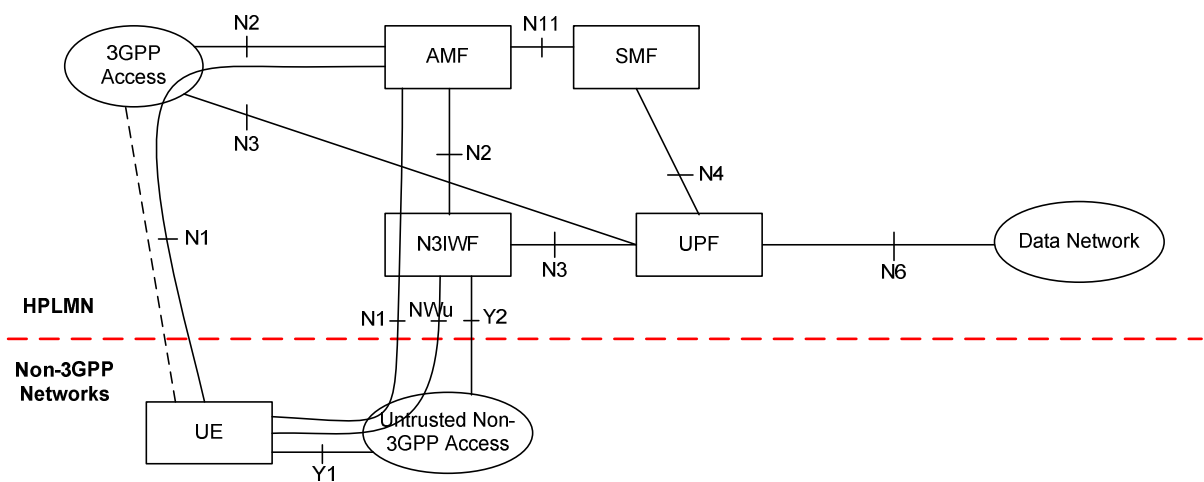 N2
N11
3GPP
Access
AMF
SMF
N3
N2
N4
N1
N3IWF
UPF
Data Network
N3
N6
HPLMN
N1
NWu
Y2
Non-3GPP
Networks
UE
Untrusted Non-
3GPP Access
Y1